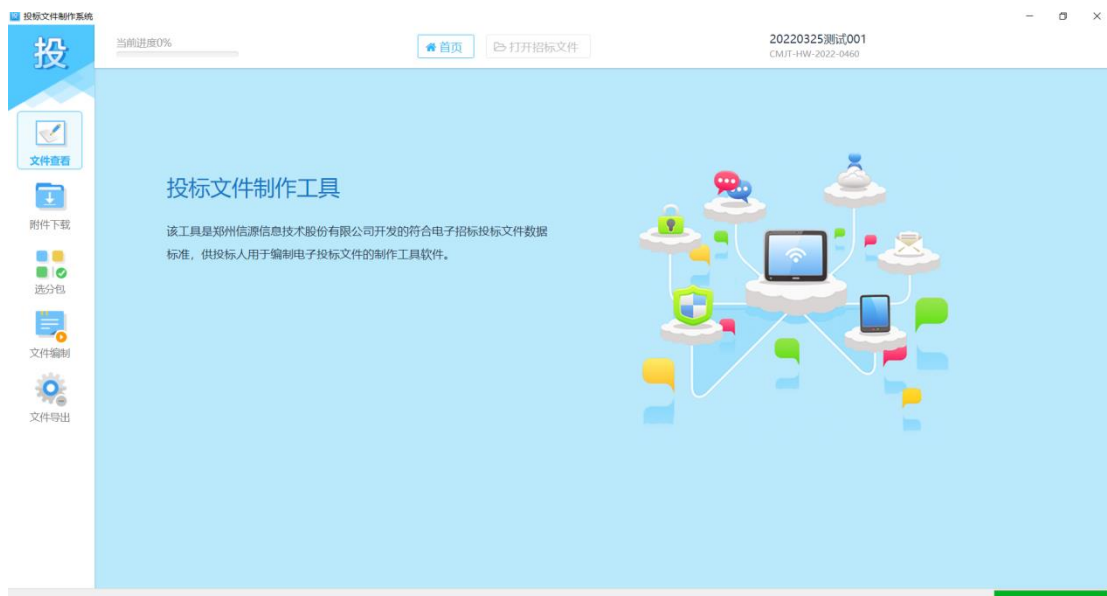 投标文件制作系统
投
当前进度0%
首页
打开招标文件
20220325测试001
CMJT-HW-2022-0460
文件查看
附件下载
选分包
文件编制
文件导出
投标文件制作工具
该工具是郑州信源信息技术股份有限公司开发的符合电子招标投标文件数据
标准，供投标人用于编制电子投标文件的制作工具软件。